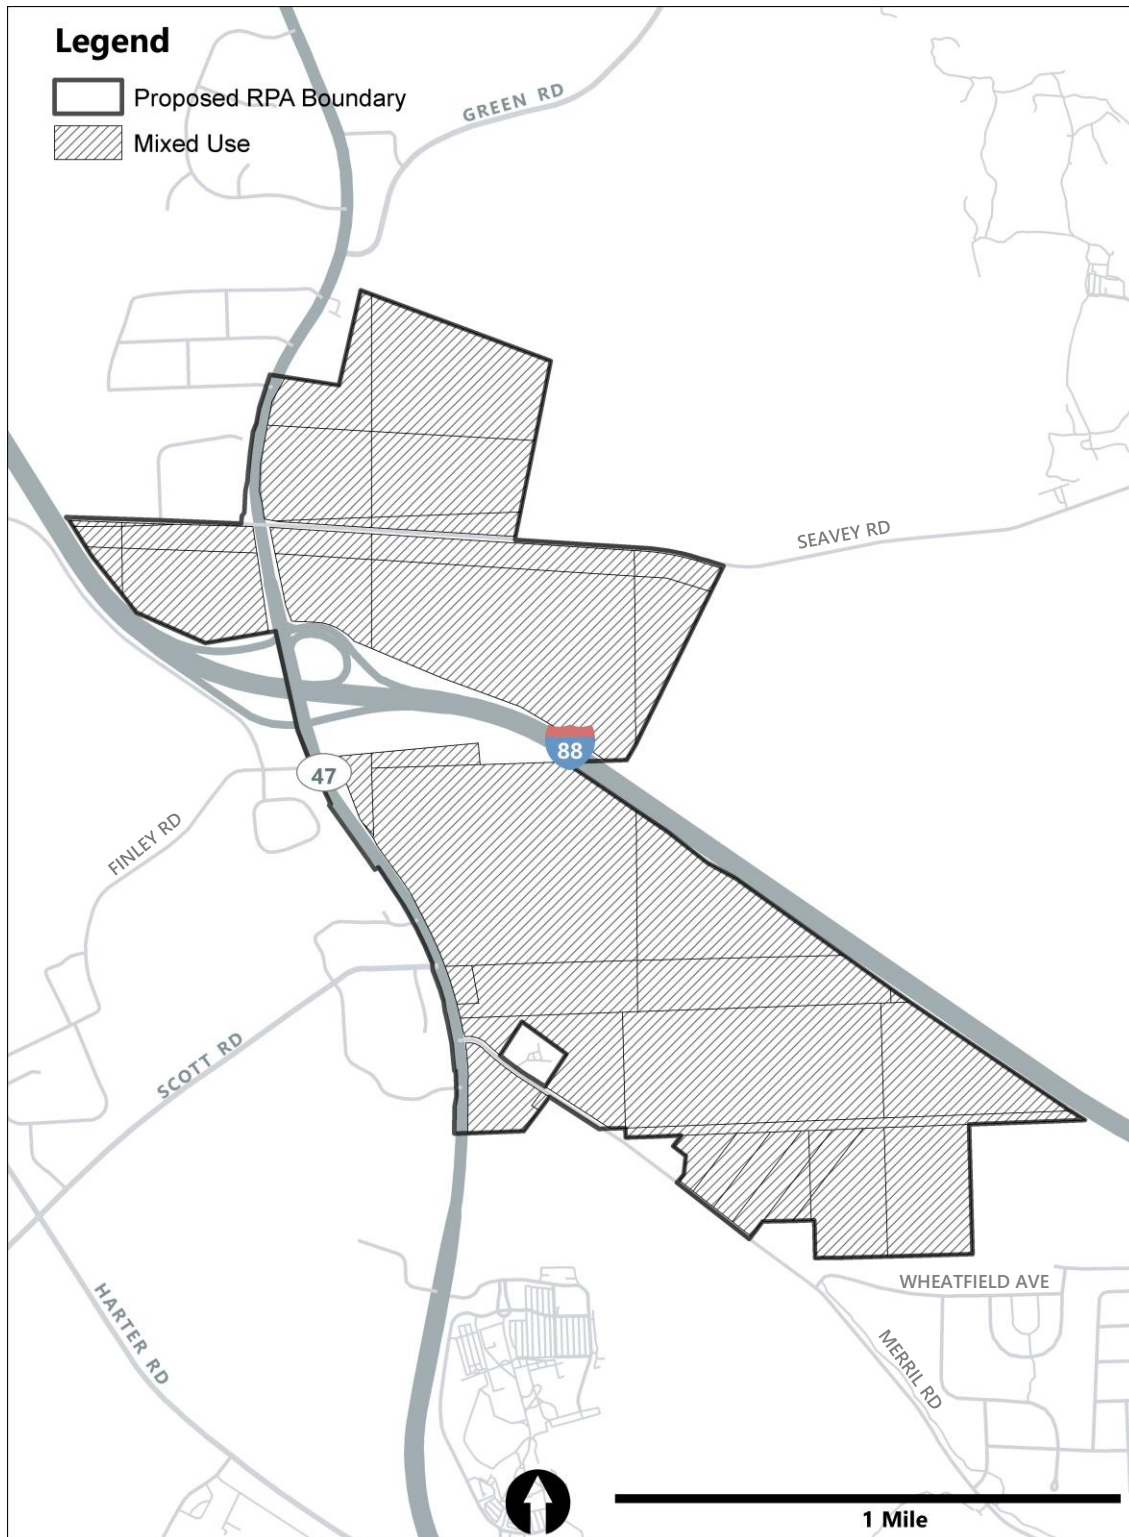 Legend
Proposed RPA Boundary
Mixed Use
GREEN RD
SEAVEY RD
88
47
FINLEY RD
SCOTT RD
HARTER RD
WHEATFIELD AVE
MERRIL RD
1 Mile